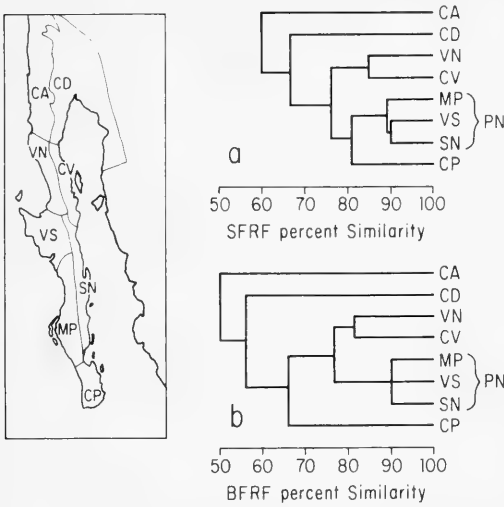 CA
CD
VN
CV
VS
SN
MP
CP
a
CA
CD
VN
CV
MP
VS
SN
CP
PN
50 60 70 80 90 100
SFRF percent Similarity
b
CA
CD
VN
CV
MP
VS
SN
CP
PN
50 60 70 80 90 100
BFRF percent Similarity